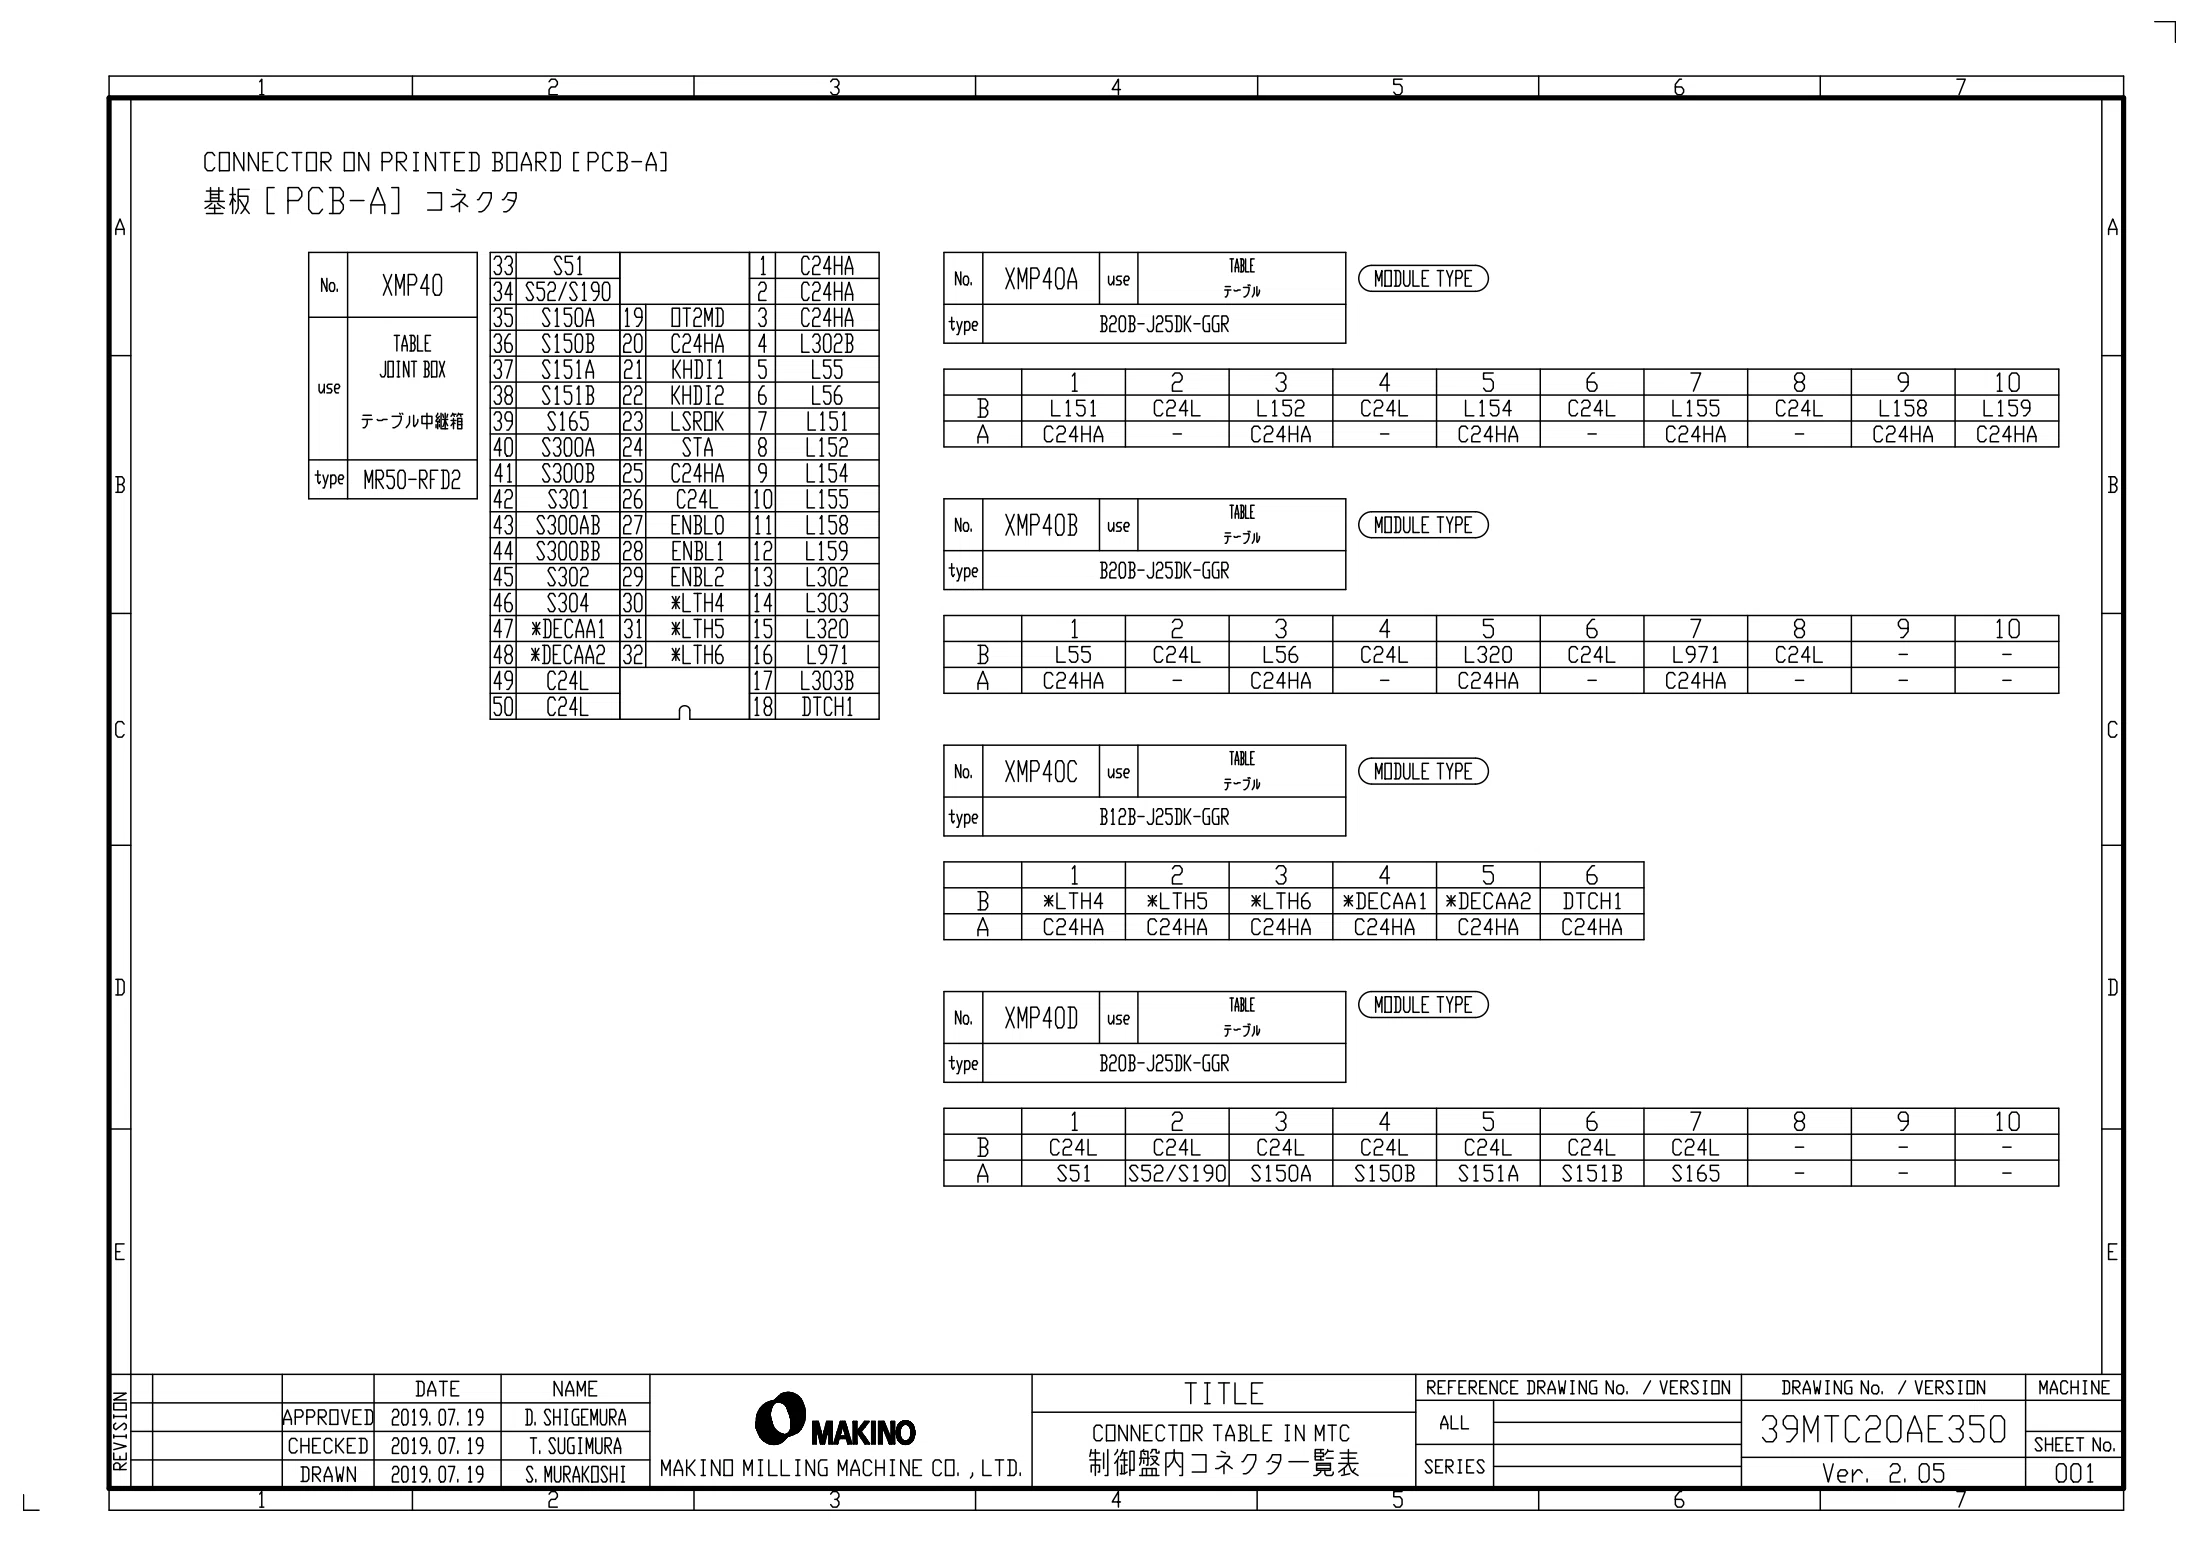 1 2 3 4 5 6 7
A A
B B
C C
D D
E E
CONNECTOR ON PRINTED BOARD [PCB-A]
基板 [PCB-A] コネクタ
No. XMP40
use TABLE
JOINT BOX
テーブル中継箱
type MR50-RFD2
33 S51 1 C24HA
34 S52/S190 2 C24HA
35 S150A 19 OT2MD 3 C24HA
36 S150B 20 C24HA 4 L302B
37 S151A 21 KHDI1 5 L55
38 S151B 22 KHDI2 6 L56
39 S165 23 LSROK 7 L151
40 S300A 24 STA 8 L152
41 S300B 25 C24HA 9 L154
42 S301 26 C24L 10 L155
43 S300AB 27 ENBL0 11 L158
44 S300BB 28 ENBL1 12 L159
45 S302 29 ENBL2 13 L302
46 S304 30 *LTH4 14 L303
47 *DECAA1 31 *LTH5 15 L320
48 *DECAA2 32 *LTH6 16 L971
49 C24L 17 L303B
50 C24L 18 DTCH1
No. XMP40A use TABLE
テーブル
MODULE TYPE
type B20B-J25DK-GGR
1 2 3 4 5 6 7 8 9 10
B L151 C24L L152 C24L L154 C24L L155 C24L L158 L159
A C24HA - C24HA - C24HA - C24HA - C24HA C24HA
No. XMP40B use TABLE
テーブル
MODULE TYPE
type B20B-J25DK-GGR
1 2 3 4 5 6 7 8 9 10
B L55 C24L L56 C24L L320 C24L L971 C24L - -
A C24HA - C24HA - C24HA - C24HA - - -
No. XMP40C use TABLE
テーブル
MODULE TYPE
type B12B-J25DK-GGR
1 2 3 4 5 6
B *LTH4 *LTH5 *LTH6 *DECAA1 *DECAA2 DTCH1
A C24HA C24HA C24HA C24HA C24HA C24HA
No. XMP40D use TABLE
テーブル
MODULE TYPE
type B20B-J25DK-GGR
1 2 3 4 5 6 7 8 9 10
B C24L C24L C24L C24L C24L C24L C24L - - -
A S51 S52/S190 S150A S150B S151A S151B S165 - - -
REVISION
DATE NAME
APPROVED 2019.07.19 D. SHIGEMURA
CHECKED 2019.07.19 T. SUGIMURA
DRAWN 2019.07.19 S. MURAKOSHI
MAKINO
MAKINO MILLING MACHINE CO.,LTD.
TITLE
CONNECTOR TABLE IN MTC
制御盤内コネクター覧表
REFERENCE DRAWING No. / VERSION
ALL
SERIES
DRAWING No. / VERSION
39MTC20AE350
Ver. 2.05
MACHINE
SHEET No.
001
1 2 3 4 5 6 7